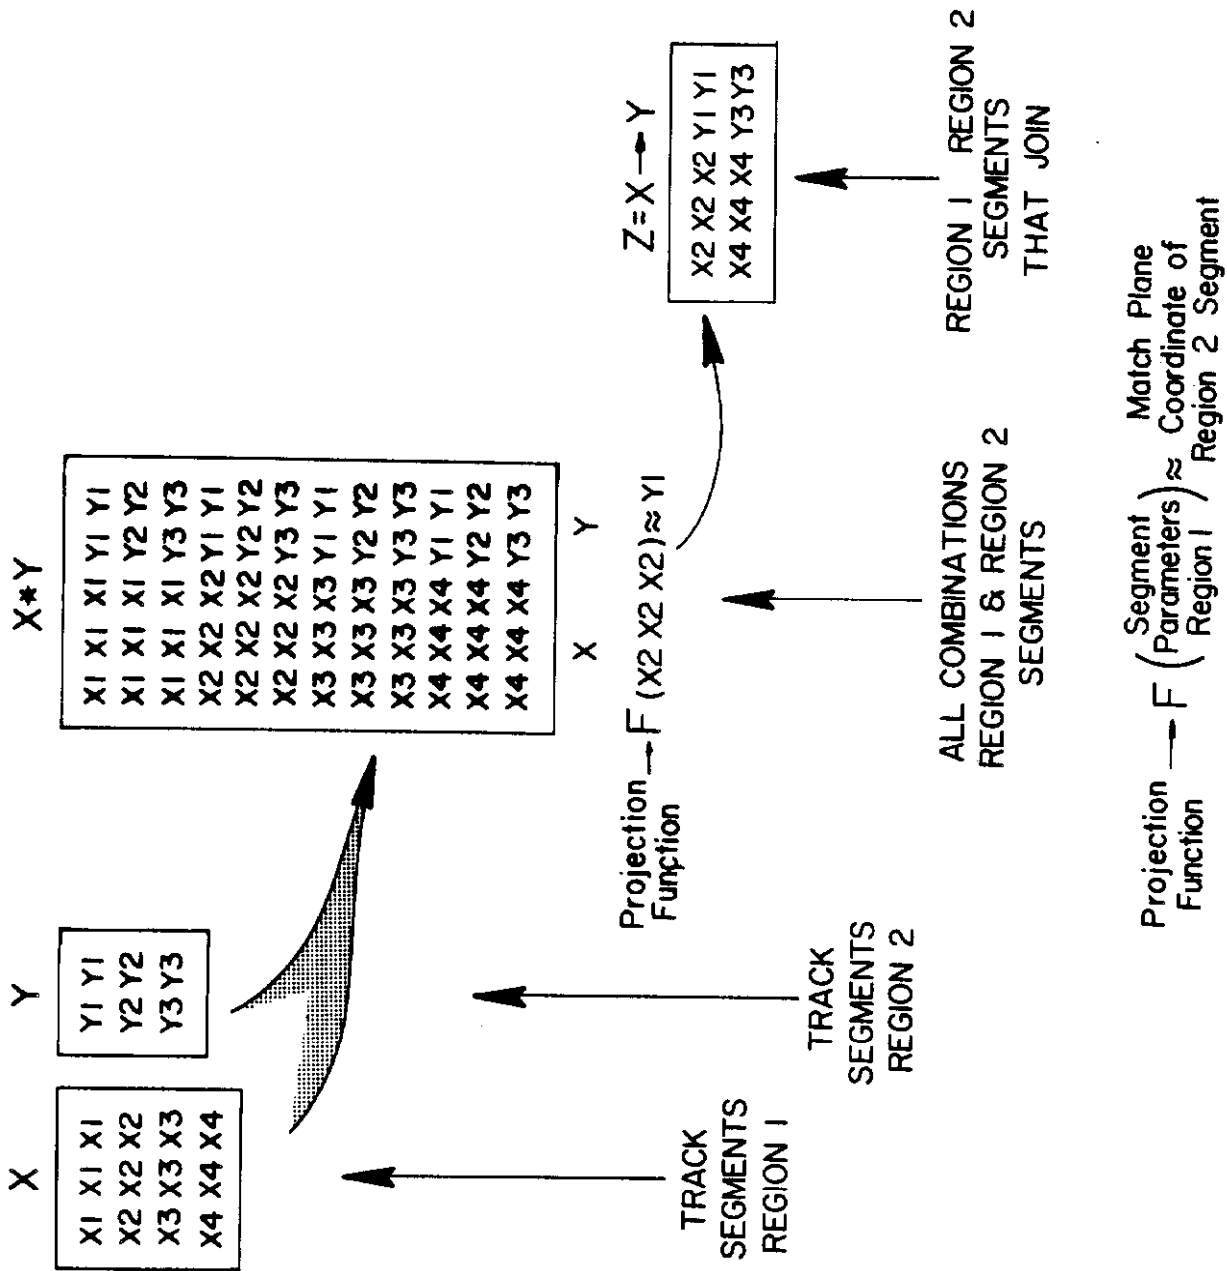 X
X1 X1 X1
X2 X2 X2
X3 X3 X3
X4 X4 X4
TRACK
SEGMENTS
REGION 1
Y
Y1 Y1
Y2 Y2
Y3 Y3
TRACK
SEGMENTS
REGION 2
X*Y
X1 X1 X1 Y1 Y1
X1 X1 X1 Y2 Y2
X1 X1 X1 Y3 Y3
X2 X2 X2 Y1 Y1
X2 X2 X2 Y2 Y2
X2 X2 X2 Y3 Y3
X3 X3 X3 Y1 Y1
X3 X3 X3 Y2 Y2
X3 X3 X3 Y3 Y3
X4 X4 X4 Y1 Y1
X4 X4 X4 Y2 Y2
X4 X4 X4 Y3 Y3
X Y
Projection → F (X2 X2 X2) ≈ Y1
Function
ALL COMBINATIONS
REGION 1 & REGION 2
SEGMENTS
Z=X→Y
X2 X2 X2 Y1 Y1
X4 X4 X4 Y3 Y3
REGION 1 REGION 2
SEGMENTS
THAT JOIN
Segment Match Plane
Projection → F (Parameters) ≈ Coordinate of
Function Region 1 Region 2 Segment